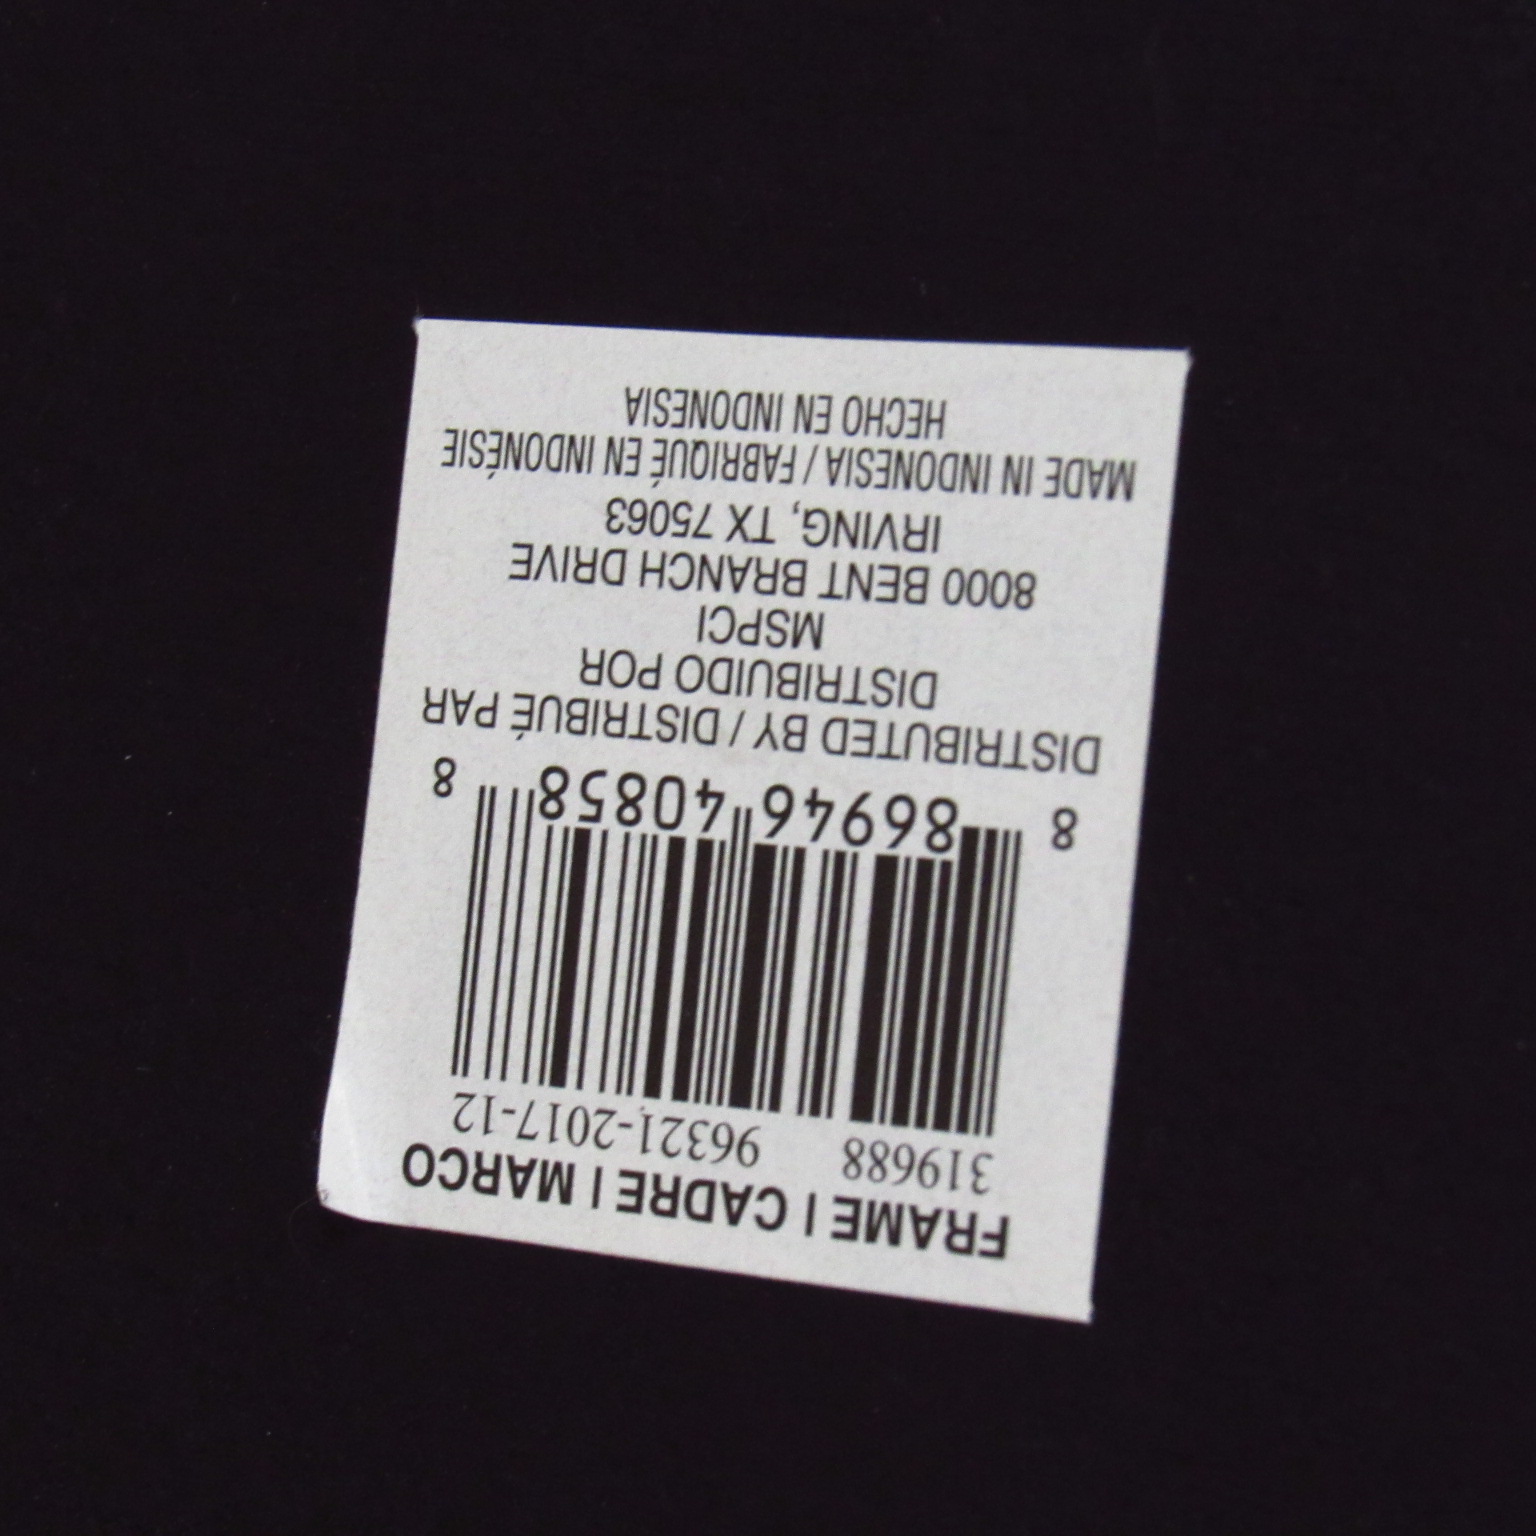 FRAME | CADRE | MARCO
319688 96321-2017-12
8 86946 40858 8
DISTRIBUTED BY / DISTRIBUÉ PAR
DISTRIBUIDO POR
MSPCI
8000 BENT BRANCH DRIVE
IRVING, TX 75063
MADE IN INDONESIA / FABRIQUÉ EN INDONÉSIE
HECHO EN INDONESIA